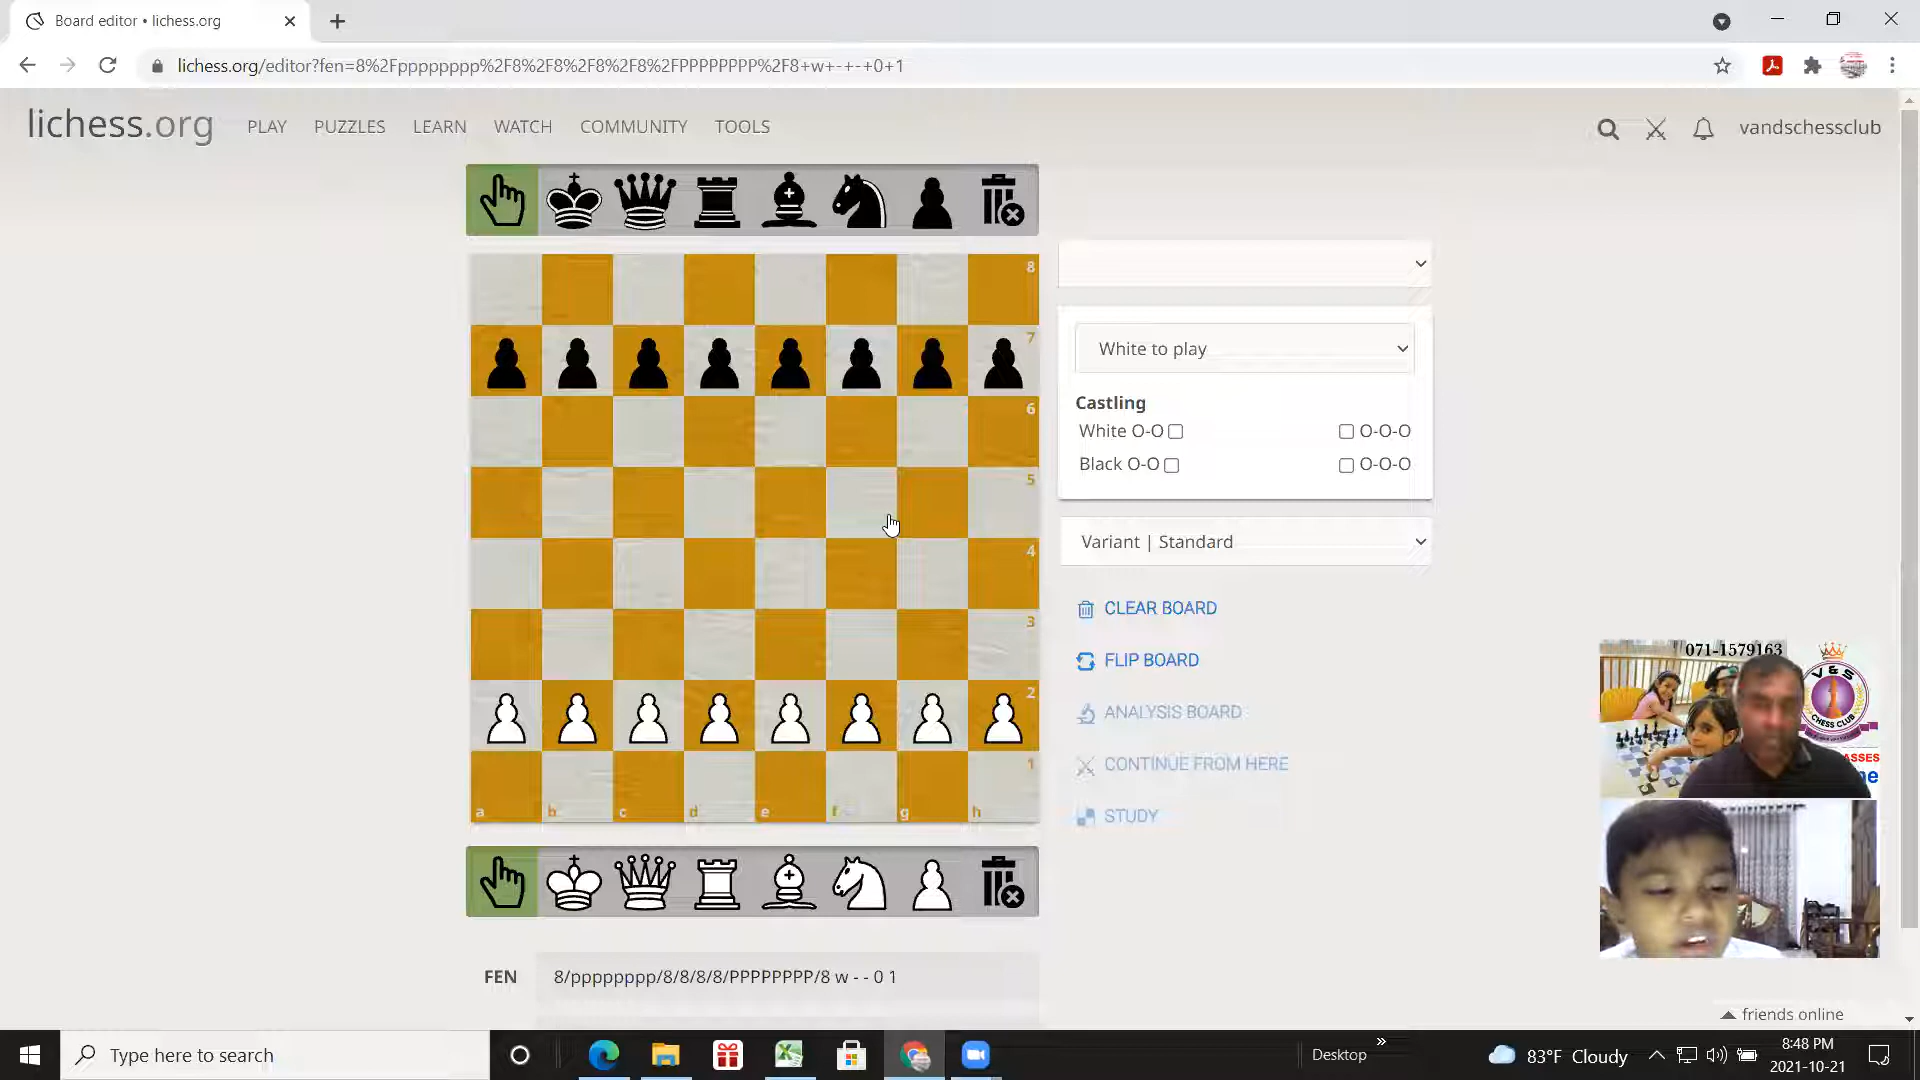 Board editor • lichess.org
lichess.org/editor?fen=8%2Fpppppppp%2F8%2F8%2F8%2F8%2FPPPPPPPP%2F8+w+-+-+0+1
lichess.org PLAY PUZZLES LEARN WATCH COMMUNITY TOOLS vandschessclub
8
7
6
5
4
3
2
1
a b c d e f g h
White to play
Castling
White O-O O-O-O
Black O-O O-O-O
Variant | Standard
CLEAR BOARD
FLIP BOARD
ANALYSIS BOARD
CONTINUE FROM HERE
STUDY
071-1579163
V & S
CHESS CLUB
FEN 8/pppppppp/8/8/8/8/PPPPPPPP/8 w - - 0 1
friends online
Type here to search
Desktop
83°F Cloudy
8:48 PM
2021-10-21